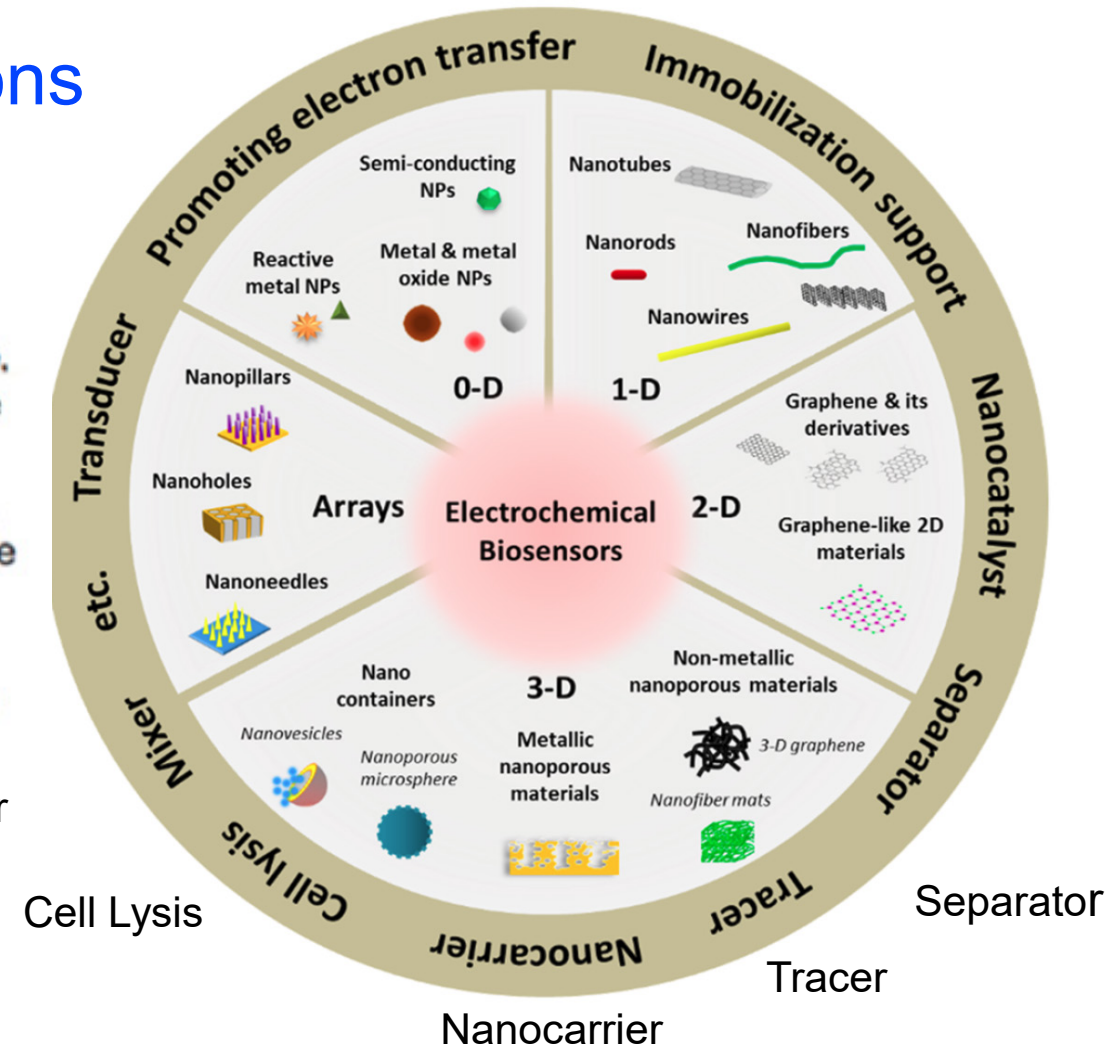 ons
Promoting electron transfer
Immobilization support
Nanocatalyst
Separator
Tracer
Nanocarrier
Cell lysis
Mixer
etc.
Transducer
Semi-conducting
NPs
Reactive
metal NPs
Metal & metal
oxide NPs
0-D
Nanotubes
Nanorods
Nanofibers
Nanowires
1-D
Graphene & its
derivatives
2-D
Graphene-like 2D
materials
Non-metallic
nanoporous materials
3-D graphene
Nanofiber mats
3-D
Metallic
nanoporous
materials
Nano
containers
Nanovesicles
Nanoporous
microsphere
Nanopillars
Nanoholes
Arrays
Nanoneedles
Electrochemical
Biosensors
Cell Lysis
Nanocarrier
Tracer
Separator